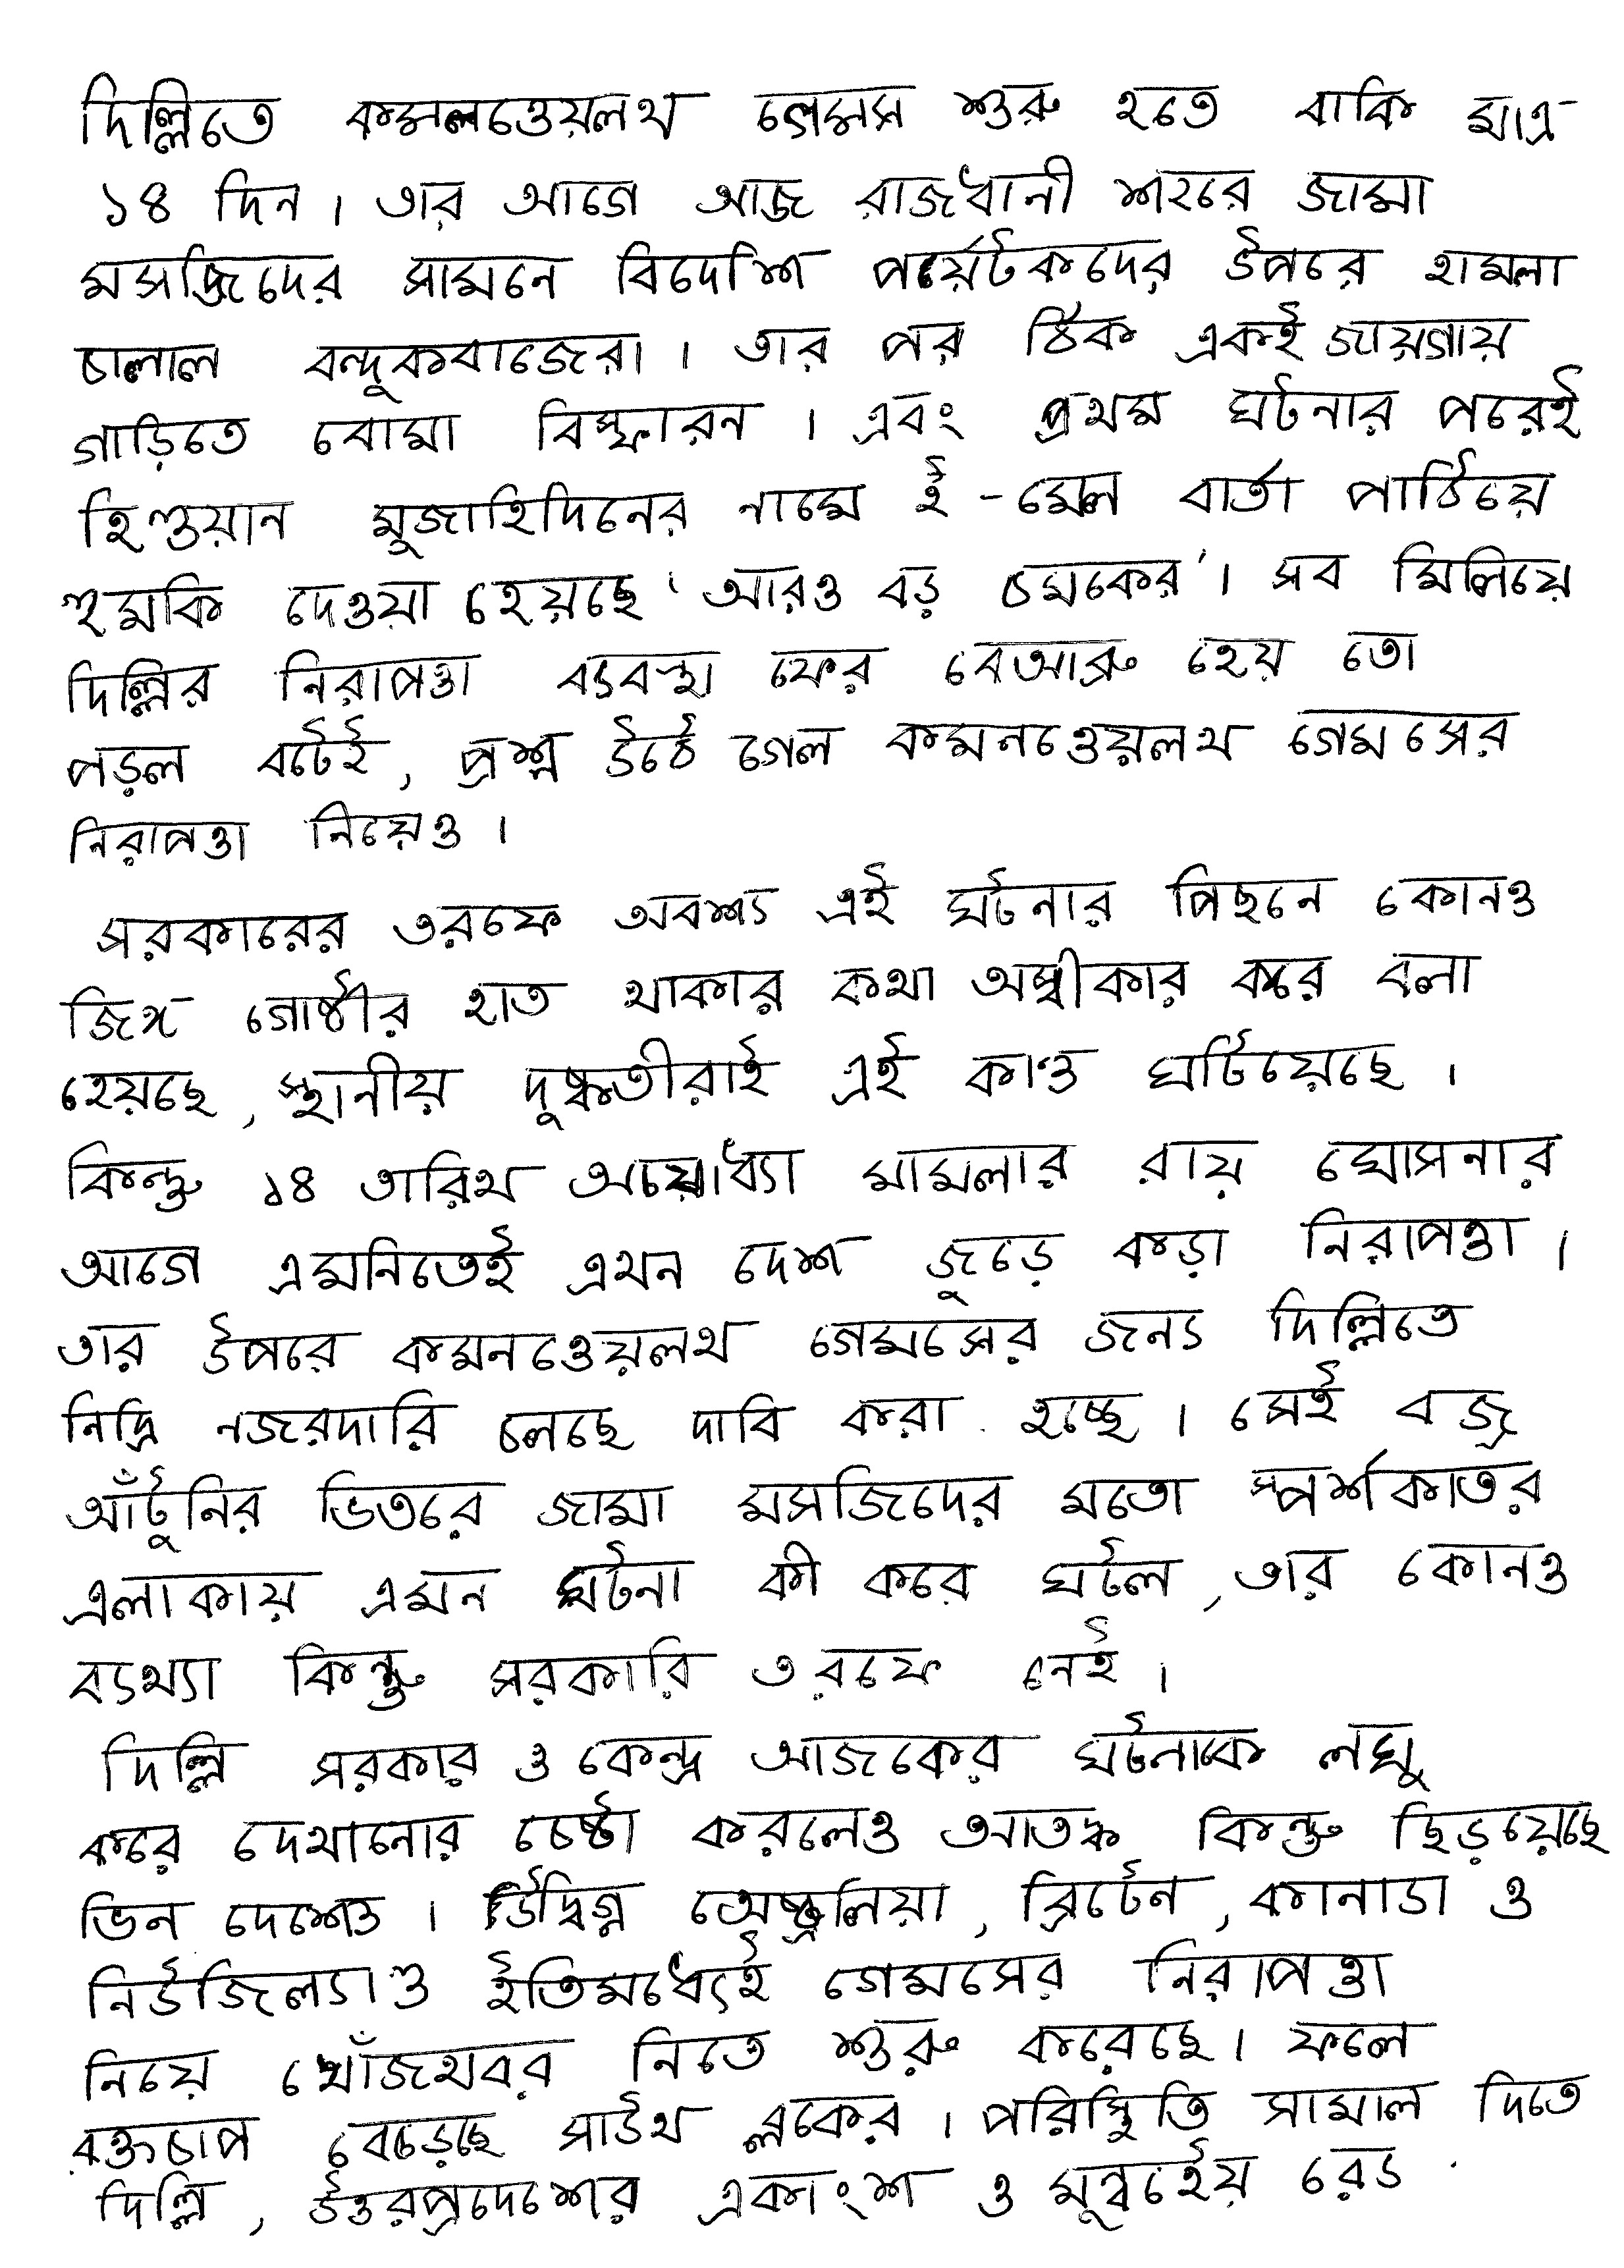 দিল্লিতে কমনওয়েলথ গেমস শুরু হতে বাকি মাত্র
১৪ দিন। তার আগে আজ রাজধানী শহরে জামা
মসজিদের সামনে বিদেশি পর্যটকদের উপরে হামলা
চালাল বন্দুকবাজেরা। তার পর ঠিক একই জায়গায়
গাড়িতে বোমা বিস্ফোরন। এবং প্রথম ঘটনার পরেই
হিণ্ডয়ান মুজাহিদিনের নামে ই-মেল বার্তা পাঠিয়ে
হুমকি দেওয়া হয়েছে 'আরও বড় চমকের'। সব মিলিয়ে
দিল্লির নিরাপত্তা ব্যবস্থা ফের বেআব্রু হয়ে তো
পড়ল বটেই, প্রশ্ন উঠে গেল কমনওয়েলথ গেমসের
নিরাপত্তা নিয়েও।
সরকারের তরফে অবশ্য এই ঘটনার পিছনে কোনও
জঙ্গি গোষ্ঠীর হাত থাকার কথা অস্বীকার করে বলা
হয়েছে, স্থানীয় দুষ্কৃতীরাই এই কাণ্ড ঘটিয়েছে।
কিন্তু ১৪ তারিখ অযোধ্যা মামলার রায় ঘোসনার
আগে এমনিতেই এখন দেশ জুড়ে কড়া নিরাপত্তা।
তার উপরে কমনওয়েলথ গেমসের জন্য দিল্লিতে
নিদ্রি নজরদারি চলেছে দাবি করা হচ্ছে। সেই বজ্র
আঁটুনির ভিতরে জামা মসজিদের মতো স্পর্শকাতর
এলাকায় এমন ঘটনা কী করে ঘটল, তার কোনও
ব্যখ্যা কিন্তু সরকারি তরফে নেই।
দিল্লি সরকার ও কেন্দ্র আজকের ঘটনাকে লঘু
করে দেখানোর চেষ্টা করলেও আতঙ্ক কিন্তু ছড়িয়েছে
ভিন দেশেও। উদ্বিগ্ন অস্ট্রেলিয়া, ব্রিটেন, কানাডা ও
নিউজিল্যাণ্ড ইতিমধ্যেই গেমসের নিরাপত্তা
নিয়ে খোঁজখবর নিতে শুরু করেছে। ফলে
রক্তচাপ বেড়েছে সাউথ ব্লকের। পরিস্থিতি সামাল দিতে
দিল্লি, উত্তরপ্রদেশের একাংশ ও মুম্বইয়ে রেড